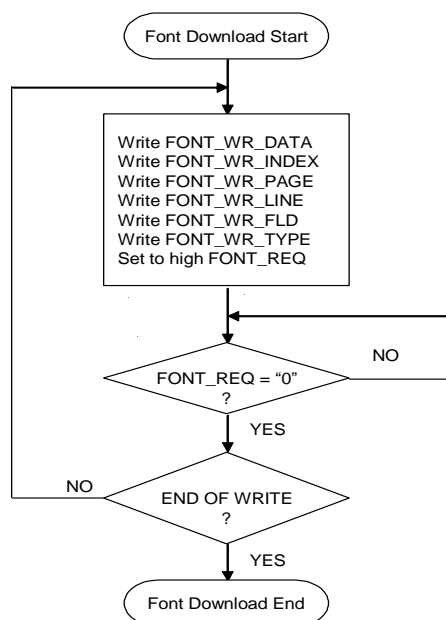 Font Download Start
Write FONT_WR_DATA
Write FONT_WR_INDEX
Write FONT_WR_PAGE
Write FONT_WR_LINE
Write FONT_WR_FLD
Write FONT_WR_TYPE
Set to high FONT_REQ
NO
FONT_REQ = “0”
?
YES
NO
END OF WRITE
?
YES
Font Download End